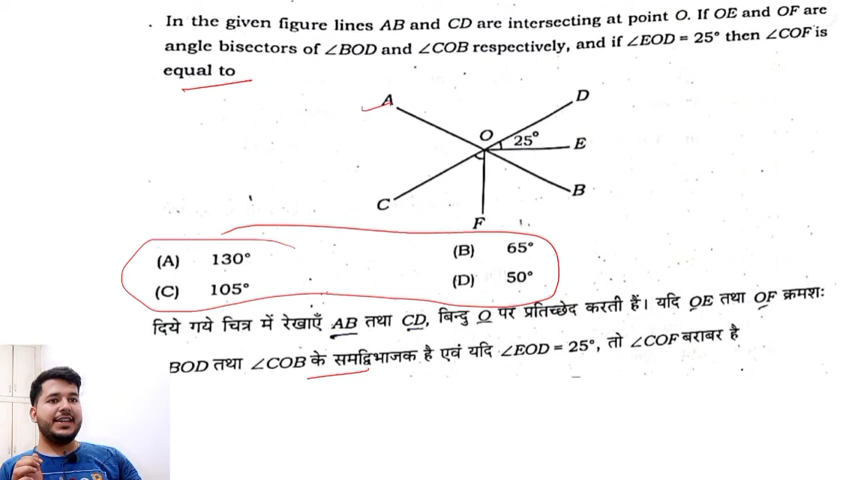 . In the given figure lines AB and CD are intersecting at point O. If OE and OF are
angle bisectors of ∠BOD and ∠COB respectively, and if ∠EOD = 25° then ∠COF is
equal to
A
D
O
25°
E
C
B
F
(A) 130° (B) 65°
(C) 105° (D) 50°
दिये गये चित्र में रेखाएँ AB तथा CD, बिन्दु O पर प्रतिच्छेद करती हैं। यदि OE तथा OF क्रमशः
BOD तथा ∠COB के समद्विभाजक है एवं यदि ∠EOD = 25°, तो ∠COF बराबर है